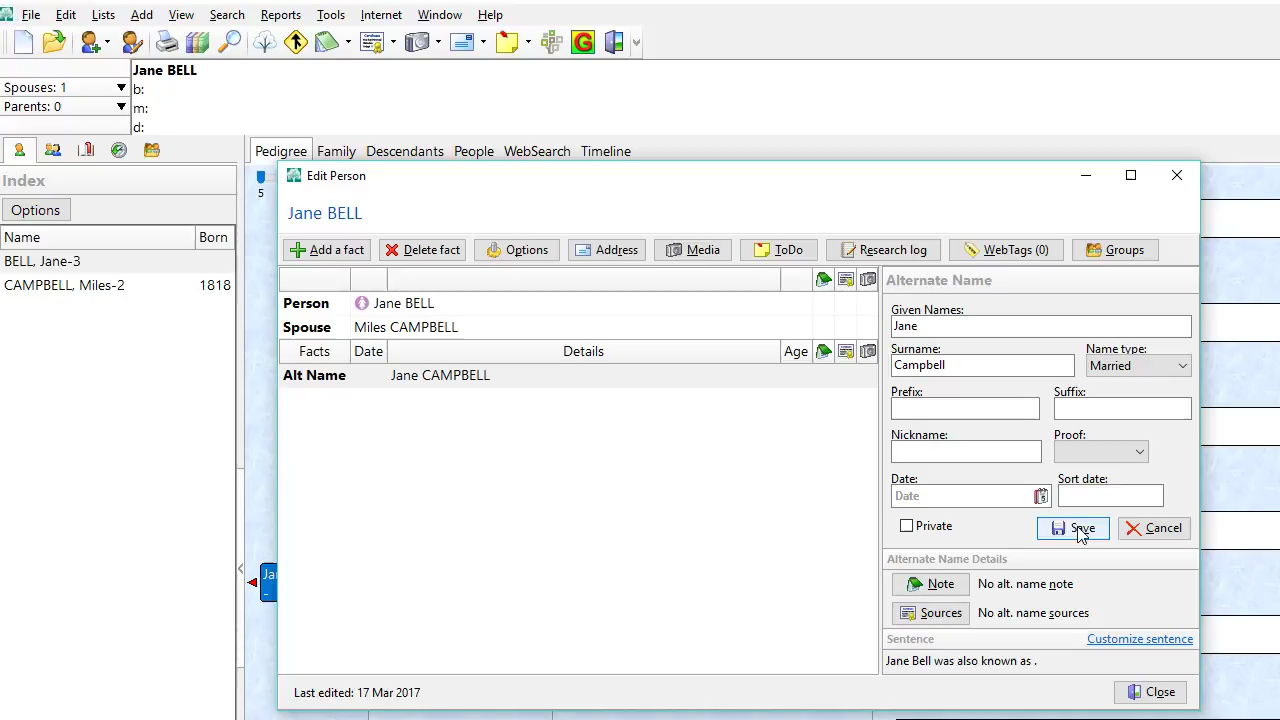 File Edit Lists Add View Search Reports Tools Internet Window Help
G
Jane BELL
Spouses: 1
b:
Parents: 0
m:
d:
Pedigree Family Descendants People WebSearch Timeline
Index
5
Options
Name Born
BELL, Jane-3
CAMPBELL, Miles-2 1818
Edit Person
Jane BELL
Add a fact Delete fact Options Address Media ToDo Research log WebTags (0) Groups
Person Jane BELL
Spouse Miles CAMPBELL
Facts Date Details Age
Alt Name Jane CAMPBELL
Alternate Name
Given Names:
Jane
Surname: Name type:
Campbell Married
Prefix: Suffix:
Nickname: Proof:
Date: Sort date:
Date
Private Save Cancel
Alternate Name Details
Note No alt. name note
Sources No alt. name sources
Sentence Customize sentence
Jane Bell was also known as .
Last edited: 17 Mar 2017 Close